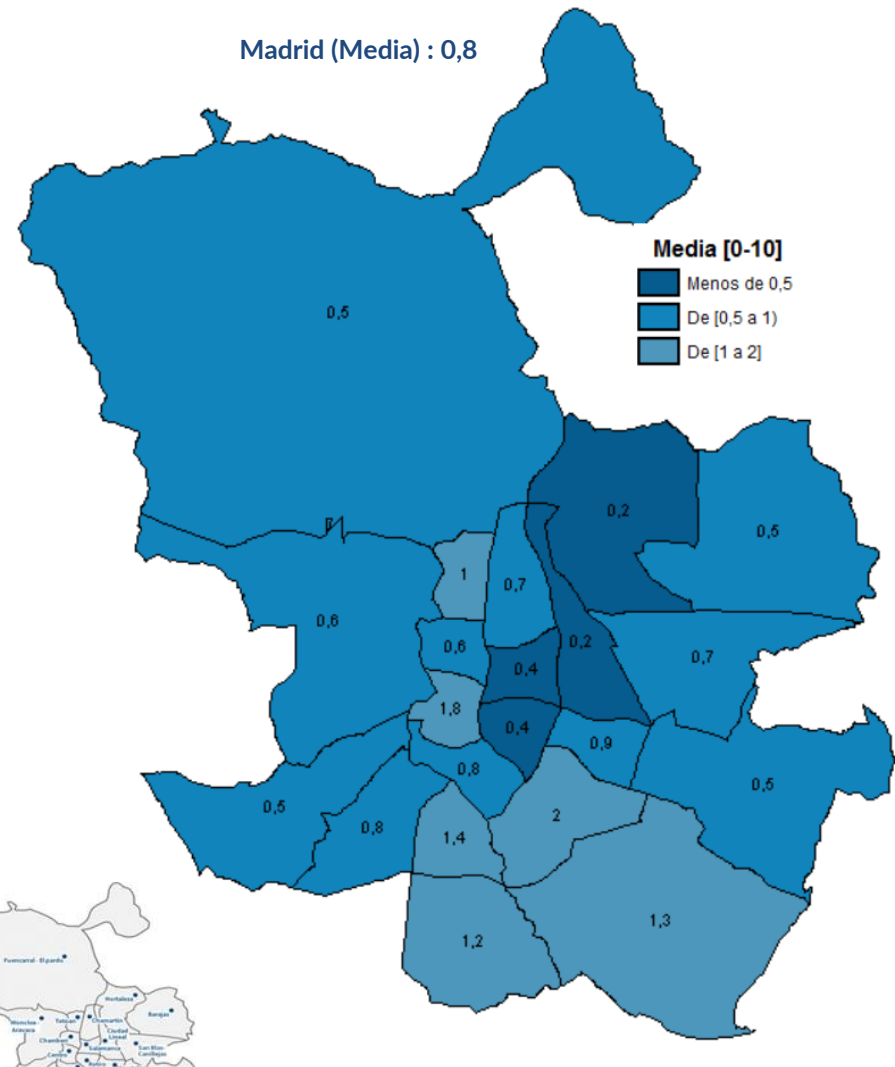 Madrid (Media) : 0,8
Media [0-10]
Menos de 0,5
De [0,5 a 1)
De [1 a 2]
0,5
0,2
0,5
1
0,7
0,6
0,6
0,2
0,4
0,7
1,8
0,4
0,9
0,8
0,5
0,5
0,8
2
1,4
1,3
1,2
Fuencarral - El pardo
Hortaleza
Barajas
Moncloa -
Aravaca
Tetuan
Chamartín
Ciudad
Lineal
Chamberí
Salamanca
San Blas-
Canillejas
Centro
Retiro